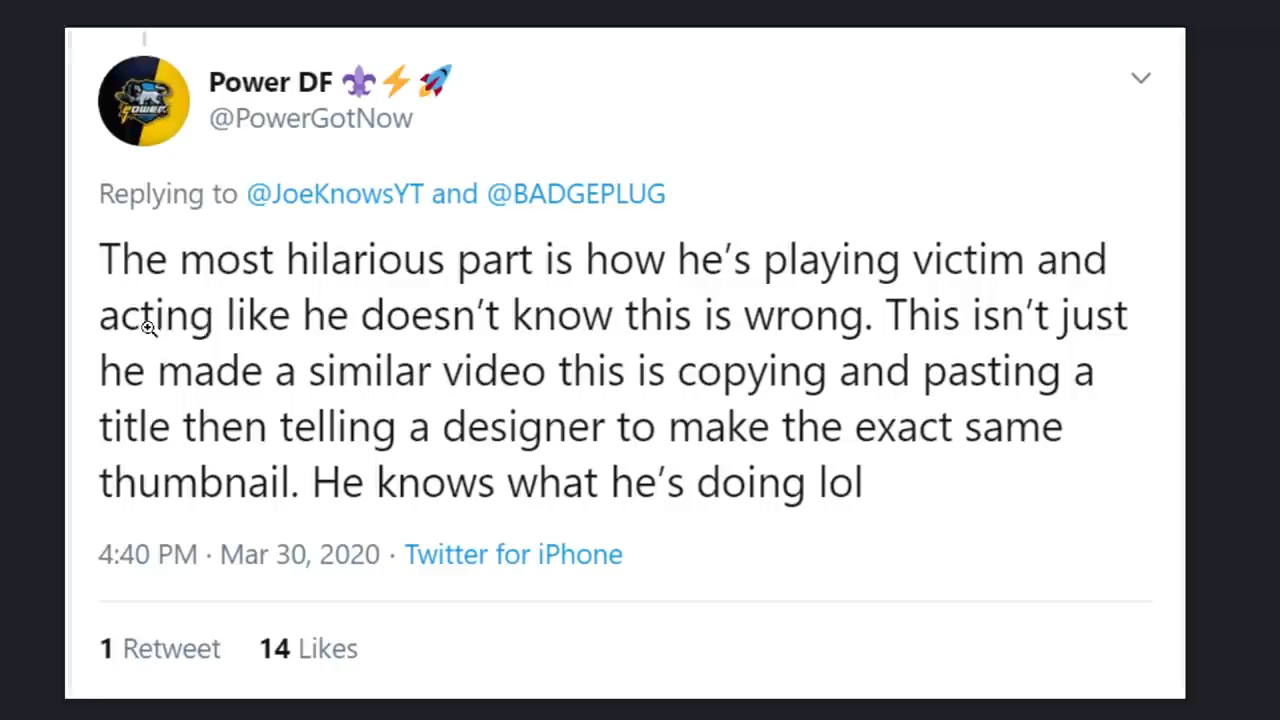 Power DF ⚜️⚡🚀
@PowerGotNow
Replying to @JoeKnowsYT and @BADGEPLUG
The most hilarious part is how he’s playing victim and
acting like he doesn’t know this is wrong. This isn’t just
he made a similar video this is copying and pasting a
title then telling a designer to make the exact same
thumbnail. He knows what he’s doing lol
4:40 PM · Mar 30, 2020 · Twitter for iPhone
1 Retweet 14 Likes